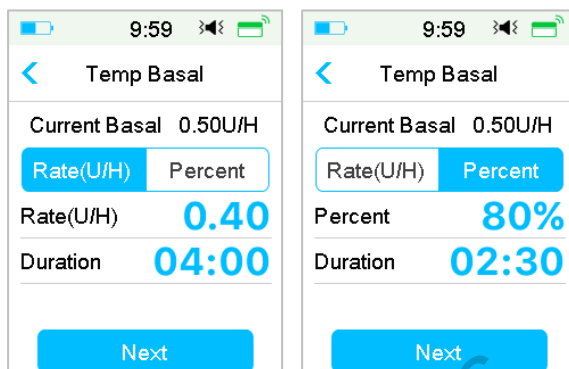 9:59
Temp Basal
Current Basal 0.50U/H
Rate(U/H) Percent
Rate(U/H) 0.40
Duration 04:00
Next
9:59
Temp Basal
Current Basal 0.50U/H
Rate(U/H) Percent
Percent 80%
Duration 02:30
Next